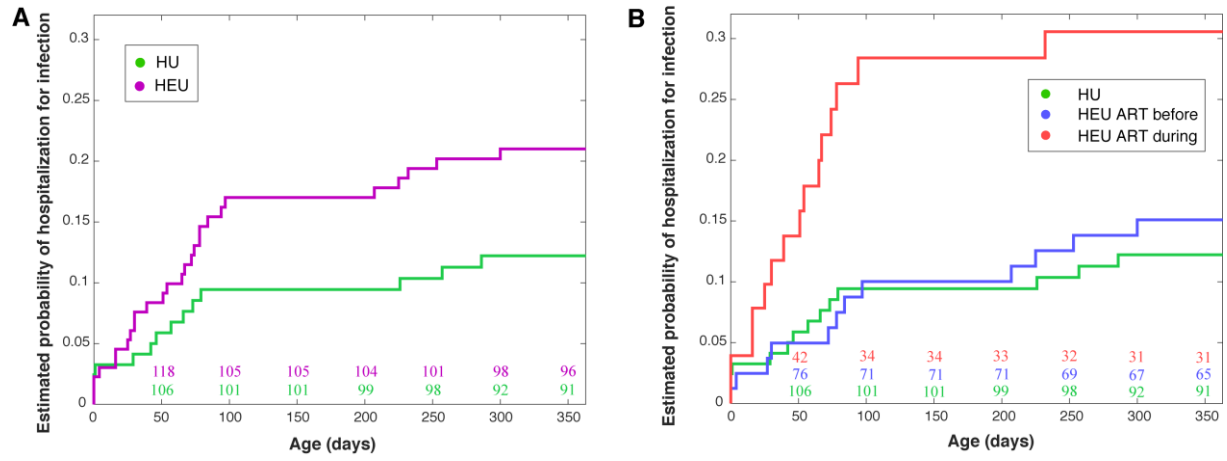 A
Estimated probability of hospitalization for infection
0.3
0.25
0.2
0.15
0.1
0.05
0
HU
HEU
118 105 105 104 101 98 96
106 101 101 99 98 92 91
0 50 100 150 200 250 300 350
Age (days)
B
Estimated probability of hospitalization for infection
0.3
0.25
0.2
0.15
0.1
0.05
0
HU
HEU ART before
HEU ART during
42 34 34 33 32 31 31
76 71 71 71 69 67 65
106 101 101 99 98 92 91
0 50 100 150 200 250 300 350
Age (days)